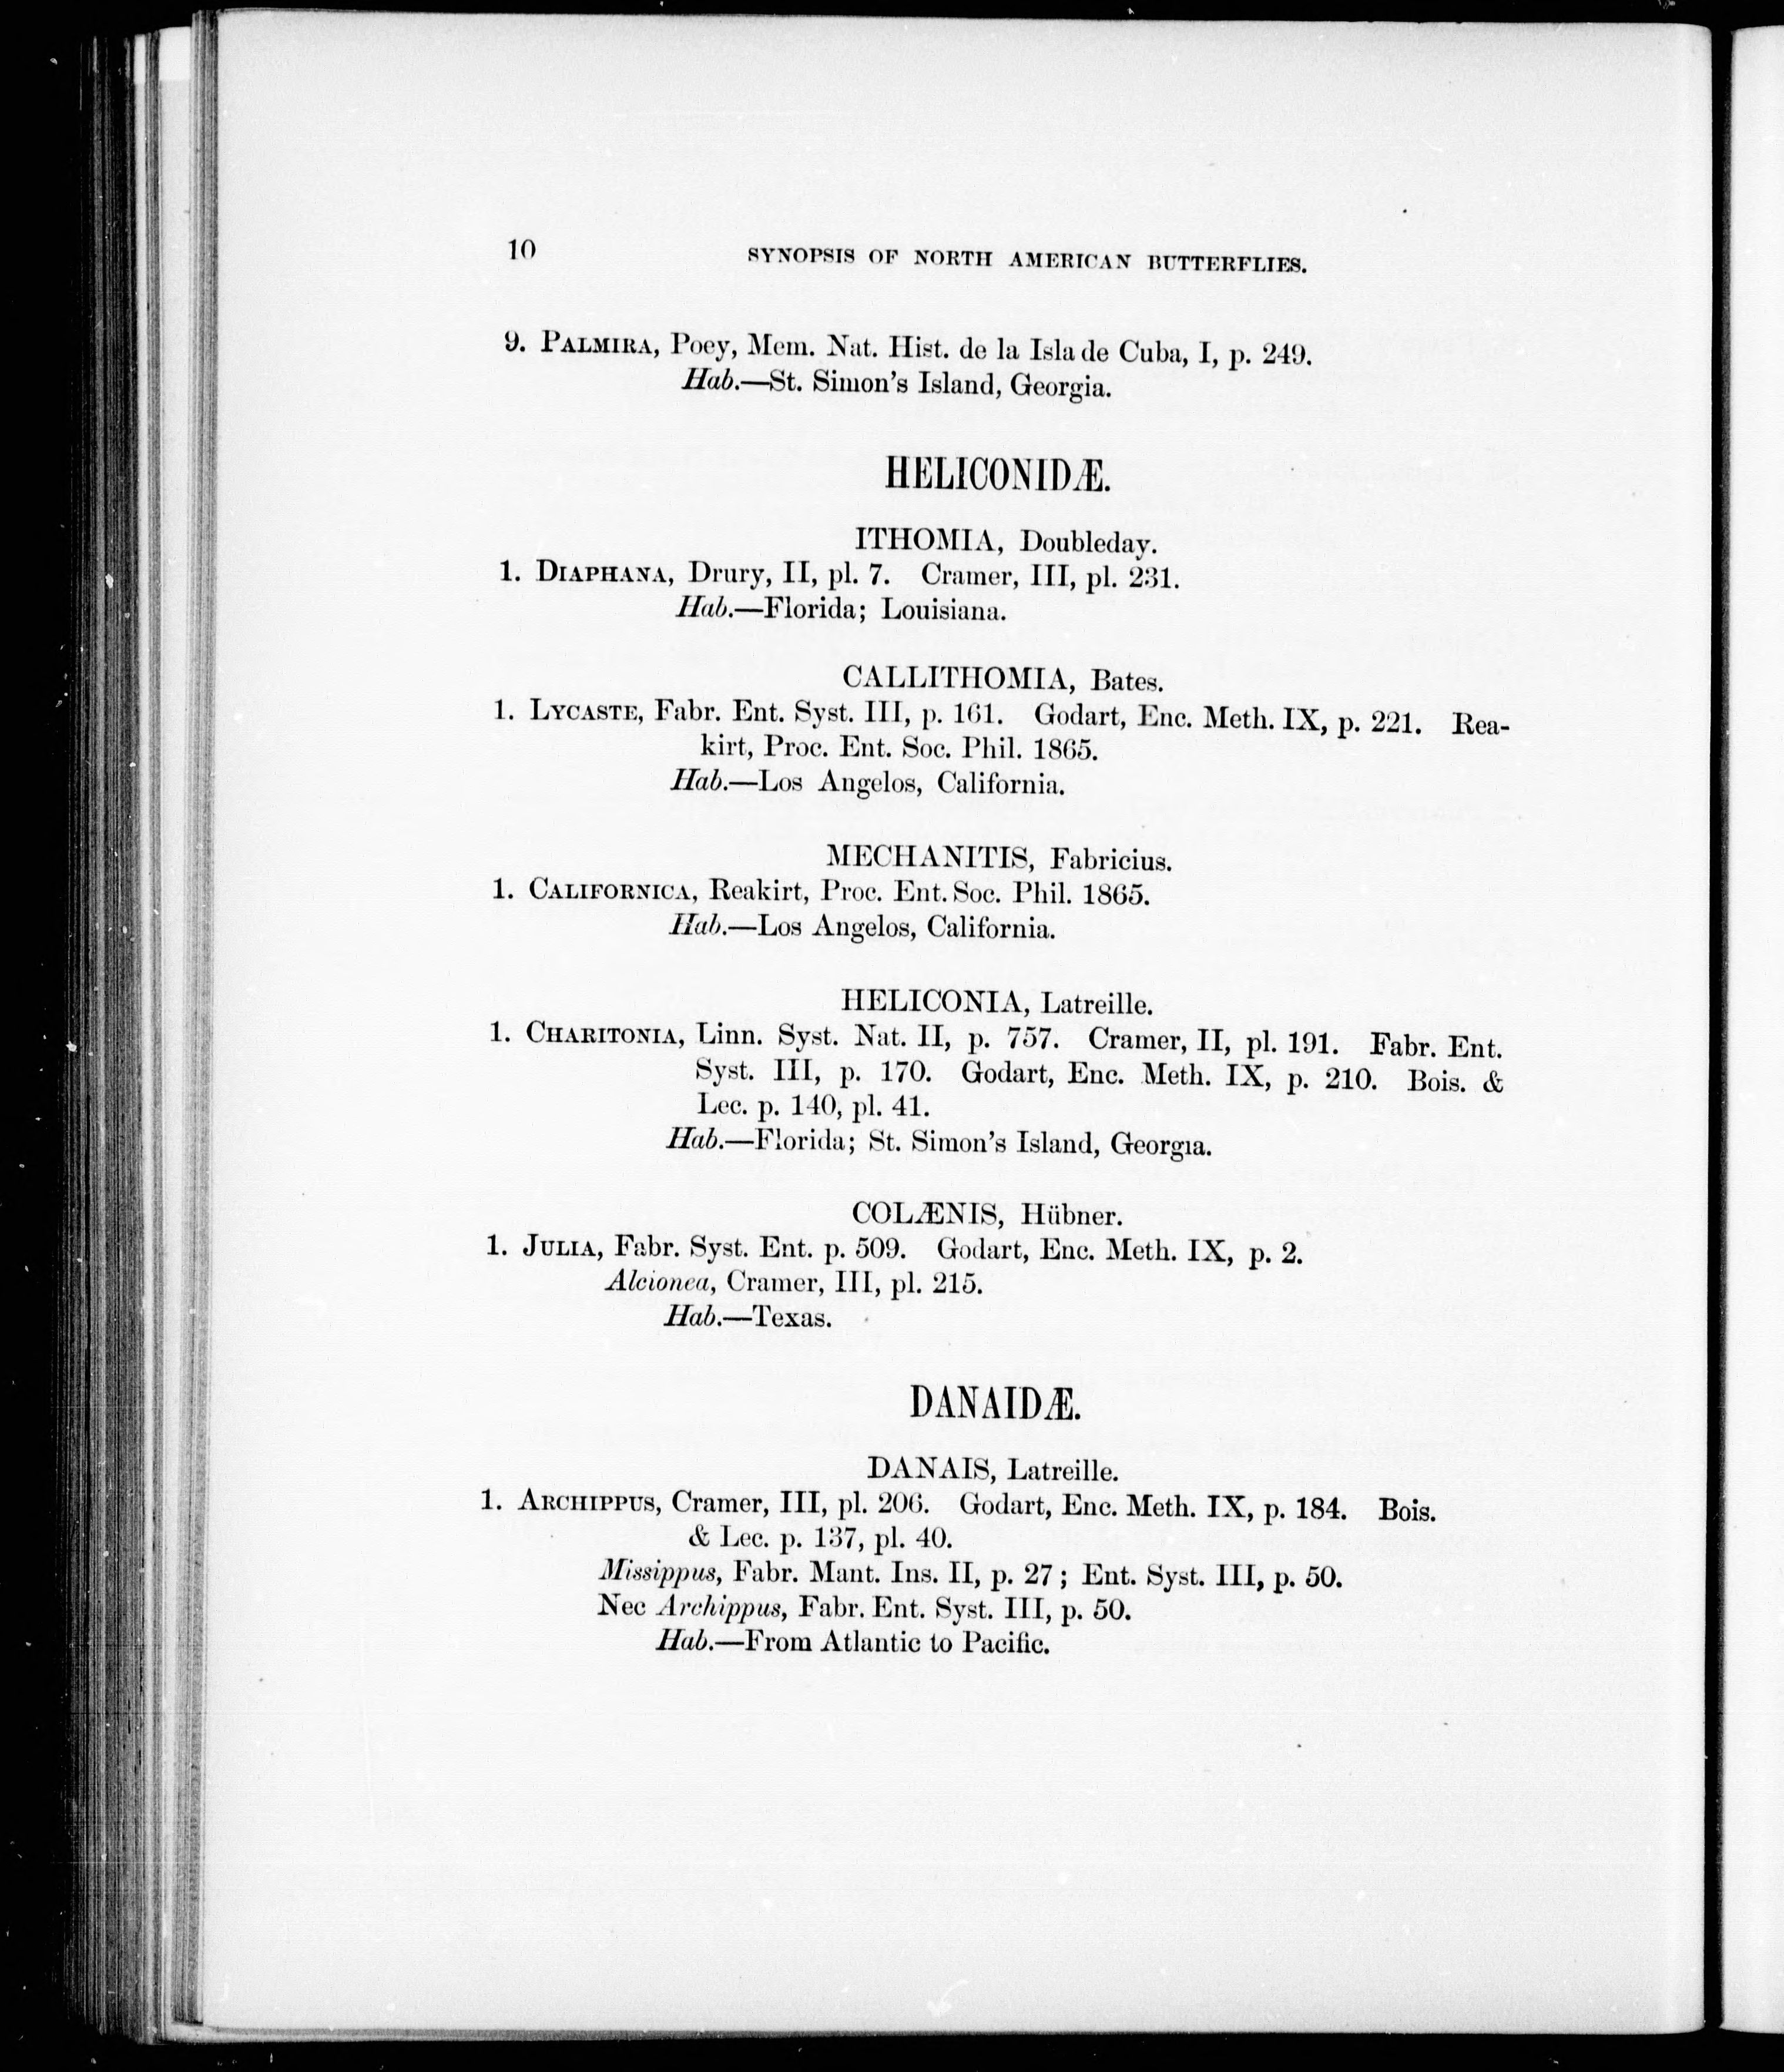 10
SYNOPSIS OF NORTH AMERICAN BUTTERFLIES.
9. PALMIRA, Poey, Mem. Nat. Hist. de la Isla de Cuba, I, p. 249.
Hab.—St. Simon's Island, Georgia.
HELICONIDÆ.
ITHOMIA, Doubleday.
1. DIAPHANA, Drury, II, pl. 7. Cramer, III, pl. 231.
Hab.—Florida; Louisiana.
CALLITHOMIA, Bates.
1. LYCASTE, Fabr. Ent. Syst. III, p. 161. Godart, Enc. Meth. IX, p. 221. Rea-
kirt, Proc. Ent. Soc. Phil. 1865.
Hab.—Los Angelos, California.
MECHANITIS, Fabricius.
1. CALIFORNICA, Reakirt, Proc. Ent. Soc. Phil. 1865.
Hab.—Los Angelos, California.
HELICONIA, Latreille.
1. CHARITONIA, Linn. Syst. Nat. II, p. 757. Cramer, II, pl. 191. Fabr. Ent.
Syst. III, p. 170. Godart, Enc. Meth. IX, p. 210. Bois. &
Lec. p. 140, pl. 41.
Hab.—Florida; St. Simon's Island, Georgia.
COLÆNIS, Hübner.
1. JULIA, Fabr. Syst. Ent. p. 509. Godart, Enc. Meth. IX, p. 2.
Alcionea, Cramer, III, pl. 215.
Hab.—Texas.
DANAIDÆ.
DANAIS, Latreille.
1. ARCHIPPUS, Cramer, III, pl. 206. Godart, Enc. Meth. IX, p. 184. Bois.
& Lec. p. 137, pl. 40.
Missippus, Fabr. Mant. Ins. II, p. 27; Ent. Syst. III, p. 50.
Nec Archippus, Fabr. Ent. Syst. III, p. 50.
Hab.—From Atlantic to Pacific.